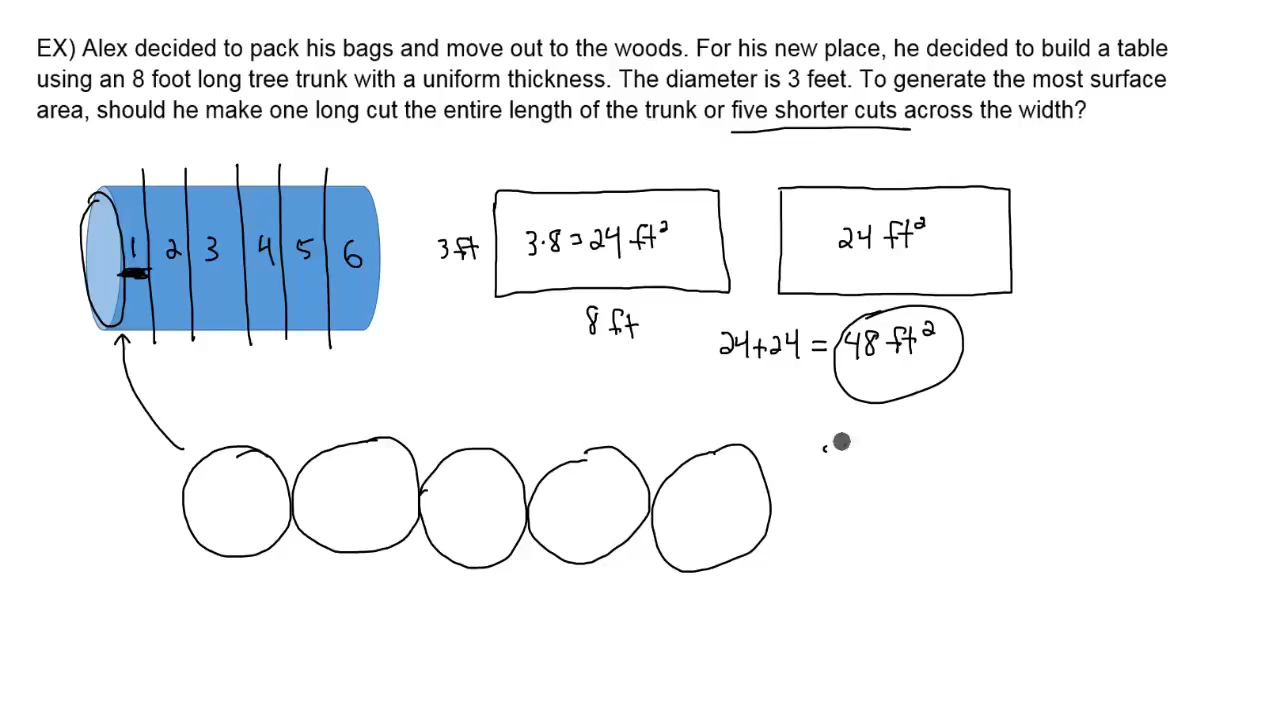 EX) Alex decided to pack his bags and move out to the woods. For his new place, he decided to build a table
using an 8 foot long tree trunk with a uniform thickness. The diameter is 3 feet. To generate the most surface
area, should he make one long cut the entire length of the trunk or five shorter cuts across the width?
1 2 3 4 5 6
3 ft
3·8=24 ft²
8 ft
24 ft²
24+24 = 48 ft²